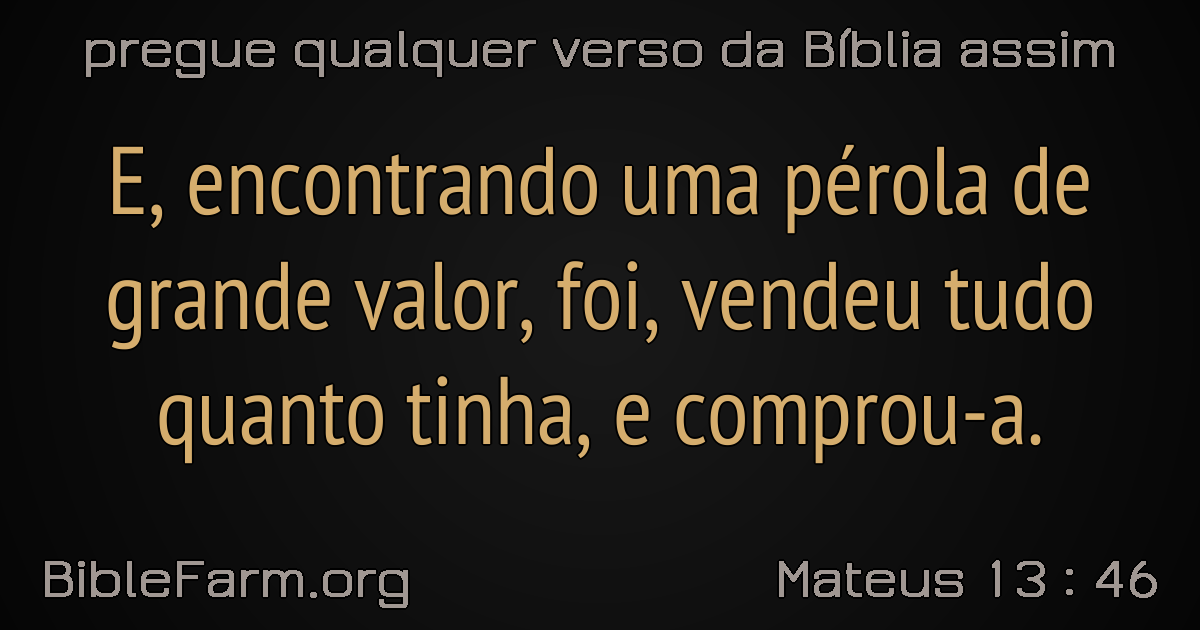 pregue qualquer verso da Bíblia assim
E, encontrando uma pérola de
grande valor, foi, vendeu tudo
quanto tinha, e comprou-a.
BibleFarm.org
Mateus 13 : 46